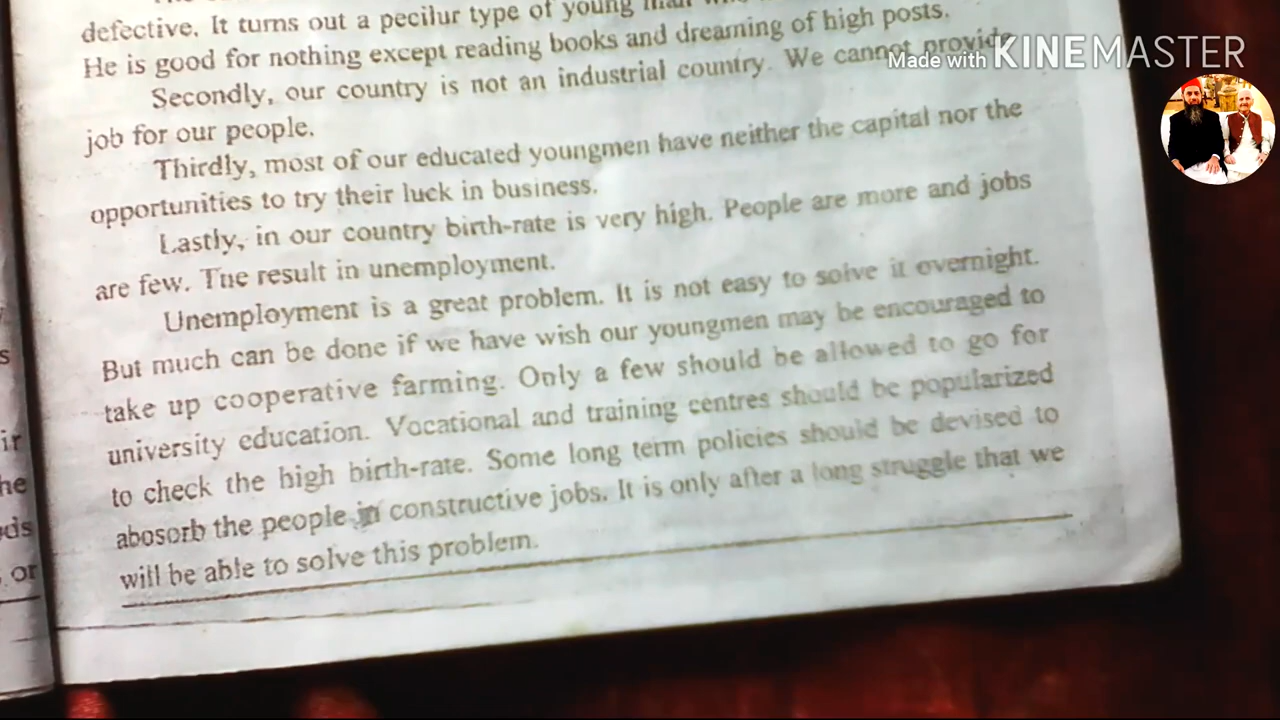 defective. It turns out a pecilur type of young man
He is good for nothing except reading books and dreaming of high posts.
Secondly, our country is not an industrial country. We cannot provide
job for our people.
Thirdly, most of our educated youngmen have neither the capital nor the
opportunities to try their luck in business.
Lastly, in our country birth-rate is very high. People are more and jobs
are few. The result in unemployment.
Unemployment is a great problem. It is not easy to solve it overnight.
But much can be done if we have wish our youngmen may be encouraged to
take up cooperative farming. Only a few should be allowed to go for
university education. Vocational and training centres should be popularized
to check the high birth-rate. Some long term policies should be devised to
abosorb the people in constructive jobs. It is only after a long struggle that we
will be able to solve this problem.
Made with KINEMASTER
s
ir
he
ods
or